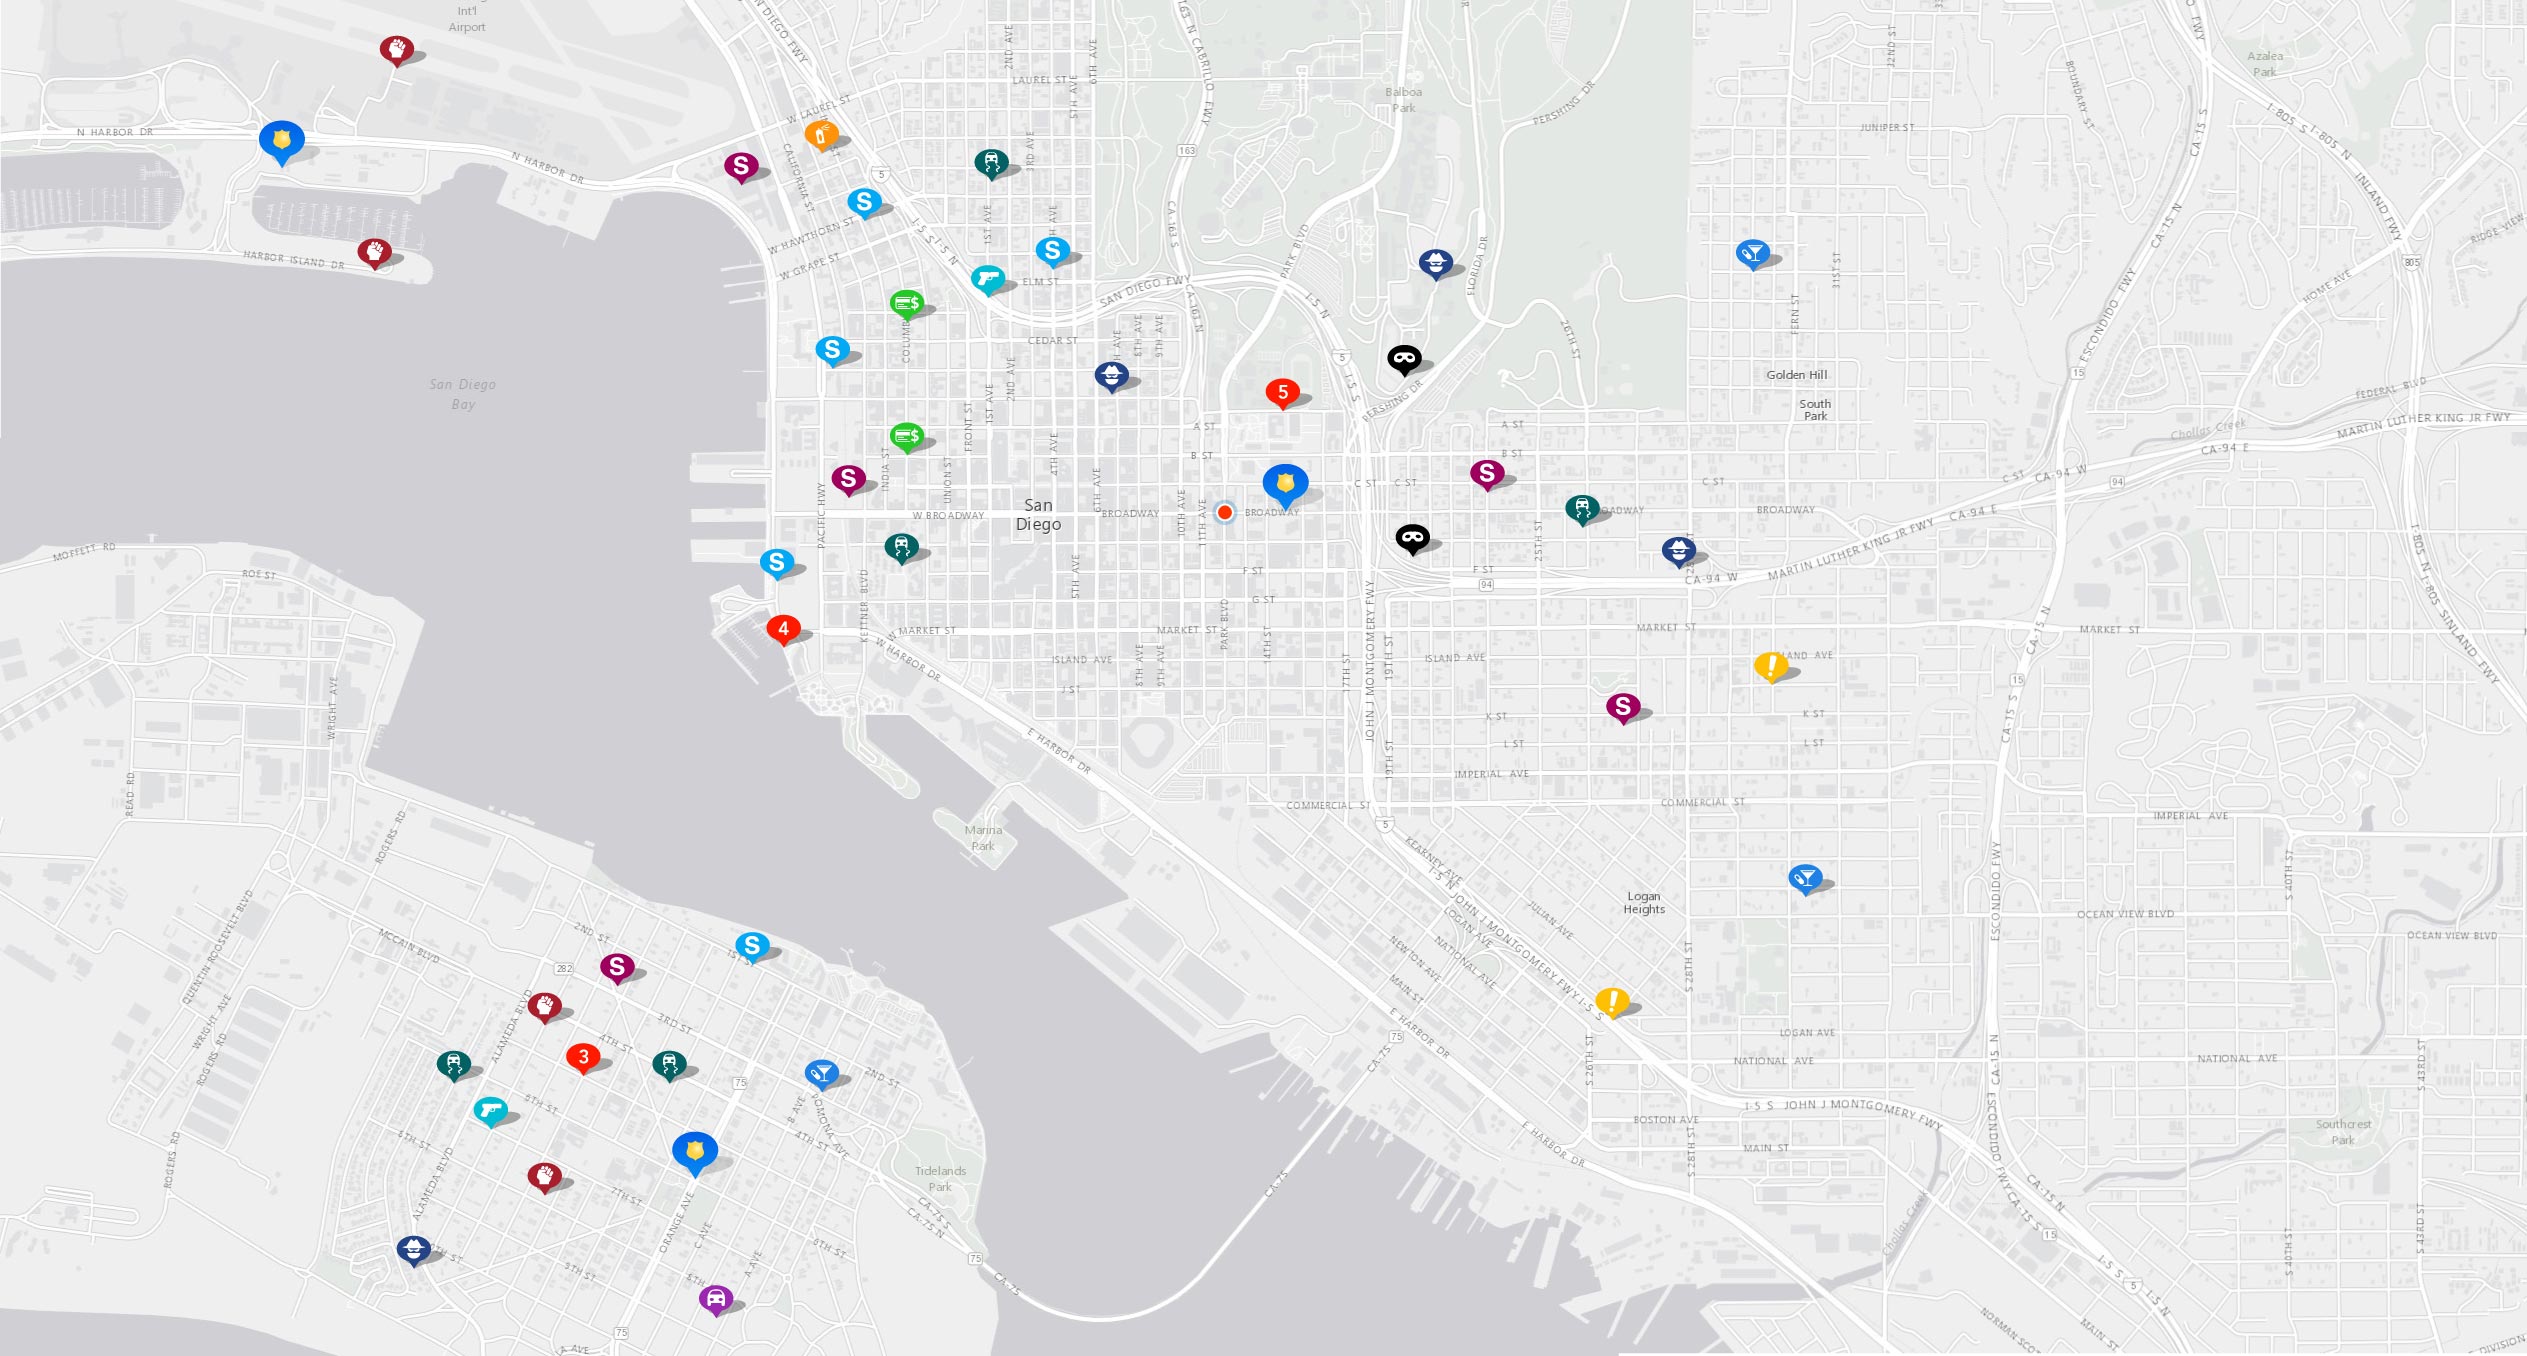 Int'l
Airport
N HARBOR DR
N HARBOR DR
HARBOR ISLAND DR
San Diego
Bay
MOFFETT RD
ROE ST
WRIGHT AVE
READ RD
ROGERS RD
QUENTIN ROOSEVELT BLVD
WRIGHT AVE
ROGERS RD
ROGERS RD
MCCAIN BLVD
2ND ST
282
1ST ST
3RD ST
4TH ST
ALAMEDA BLVD
3
6TH ST
6TH ST
7TH ST
ALAMEDA BLVD
ORANGE AVE
C AVE
B AVE
POMONA AVE
2ND ST
4TH ST
75
6TH ST
A AVE
8TH ST
75
A AVE
Tidelands
Park
CA-75 S
CA-75 N
75
CA-75
CA-75
CA-75
75
SAN DIEGO FWY
W LAUREL ST
LAUREL ST
2ND AVE
5TH AVE
6TH AVE
3RD AVE
1ST AVE
CALIFORNIA ST
5
W HAWTHORN ST
W GRAPE ST
I-5 S
I-5 N
ELM ST
SAN DIEGO FWY
163 N CABRILLO FWY
163
CA-163 S
CA-163 N
CEDAR ST
8TH AVE
9TH AVE
2ND AVE
1ST AVE
FRONT ST
4TH AVE
6TH AVE
INDIA ST
UNION ST
PACIFIC HWY
W BROADWAY
San
Diego
BROADWAY
10TH AVE
11TH AVE
BROADWAY
A ST
B ST
5
4
KETTNER BLVD
W MARKET ST
W HARBOR DR
5TH AVE
F ST
G ST
MARKET ST
PARK BLVD
14TH ST
ISLAND AVE
8TH AVE
9TH AVE
J ST
E HARBOR DR
Marina
Park
17TH ST
JOHN J MONTGOMERY FWY
19TH ST
19TH ST
Balboa
Park
PERSHING DR
PARK BLVD
FLORIDA DR
I-5 N
5
I-5 S
PERSHING DR
26TH ST
A ST
B ST
C ST
C ST
C ST
25TH ST
F ST
94
CA-94 W
BROADWAY
MARTIN LUTHER KING JR FWY
CA-94 E
C ST
CA-94 W
94
CA-94 E
MARTIN LUTHER KING JR FWY
FEDERAL BLVD
Chollas Creek
JUNIPER ST
31ST ST
FERN ST
Golden Hill
South
Park
BOUNDARY ST
CA-15 S
CA-15 N
ESCONDIDO FWY
15
Azalea
Park
I-805 S
I-805 N
INLAND FWY
805
HOME AVE
RIDGE VIEW
I-805 N
I-805 S
INLAND FWY
MARKET ST
MARKET ST
CA-15 N
15
CA-15 S
ISLAND AVE
K ST
K ST
L ST
L ST
IMPERIAL AVE
IMPERIAL AVE
COMMERCIAL ST
COMMERCIAL ST
5
KEARNEY AVE
I-5 N
JOHN J MONTGOMERY FWY
I-5 S
LOGAN AVE
JULIAN AVE
NEWTON AVE
NATIONAL AVE
MAIN ST
E HARBOR DR
Logan
Heights
S 28TH ST
ESCONDIDO FWY
OCEAN VIEW BLVD
OCEAN VIEW BLVD
S 40TH ST
LOGAN AVE
NATIONAL AVE
NATIONAL AVE
S 26TH ST
CA-15 N
S 43RD ST
I-5 S
JOHN J MONTGOMERY FWY
BOSTON AVE
MAIN ST
S 28TH ST
E HARBOR DR
ESCONDIDO FWY
CA-15 S
CA-15 N
15
Southcrest
Park
Chollas Creek
S 40TH ST
S 43RD ST
I-5 S
5
I-5 N
MAIN ST